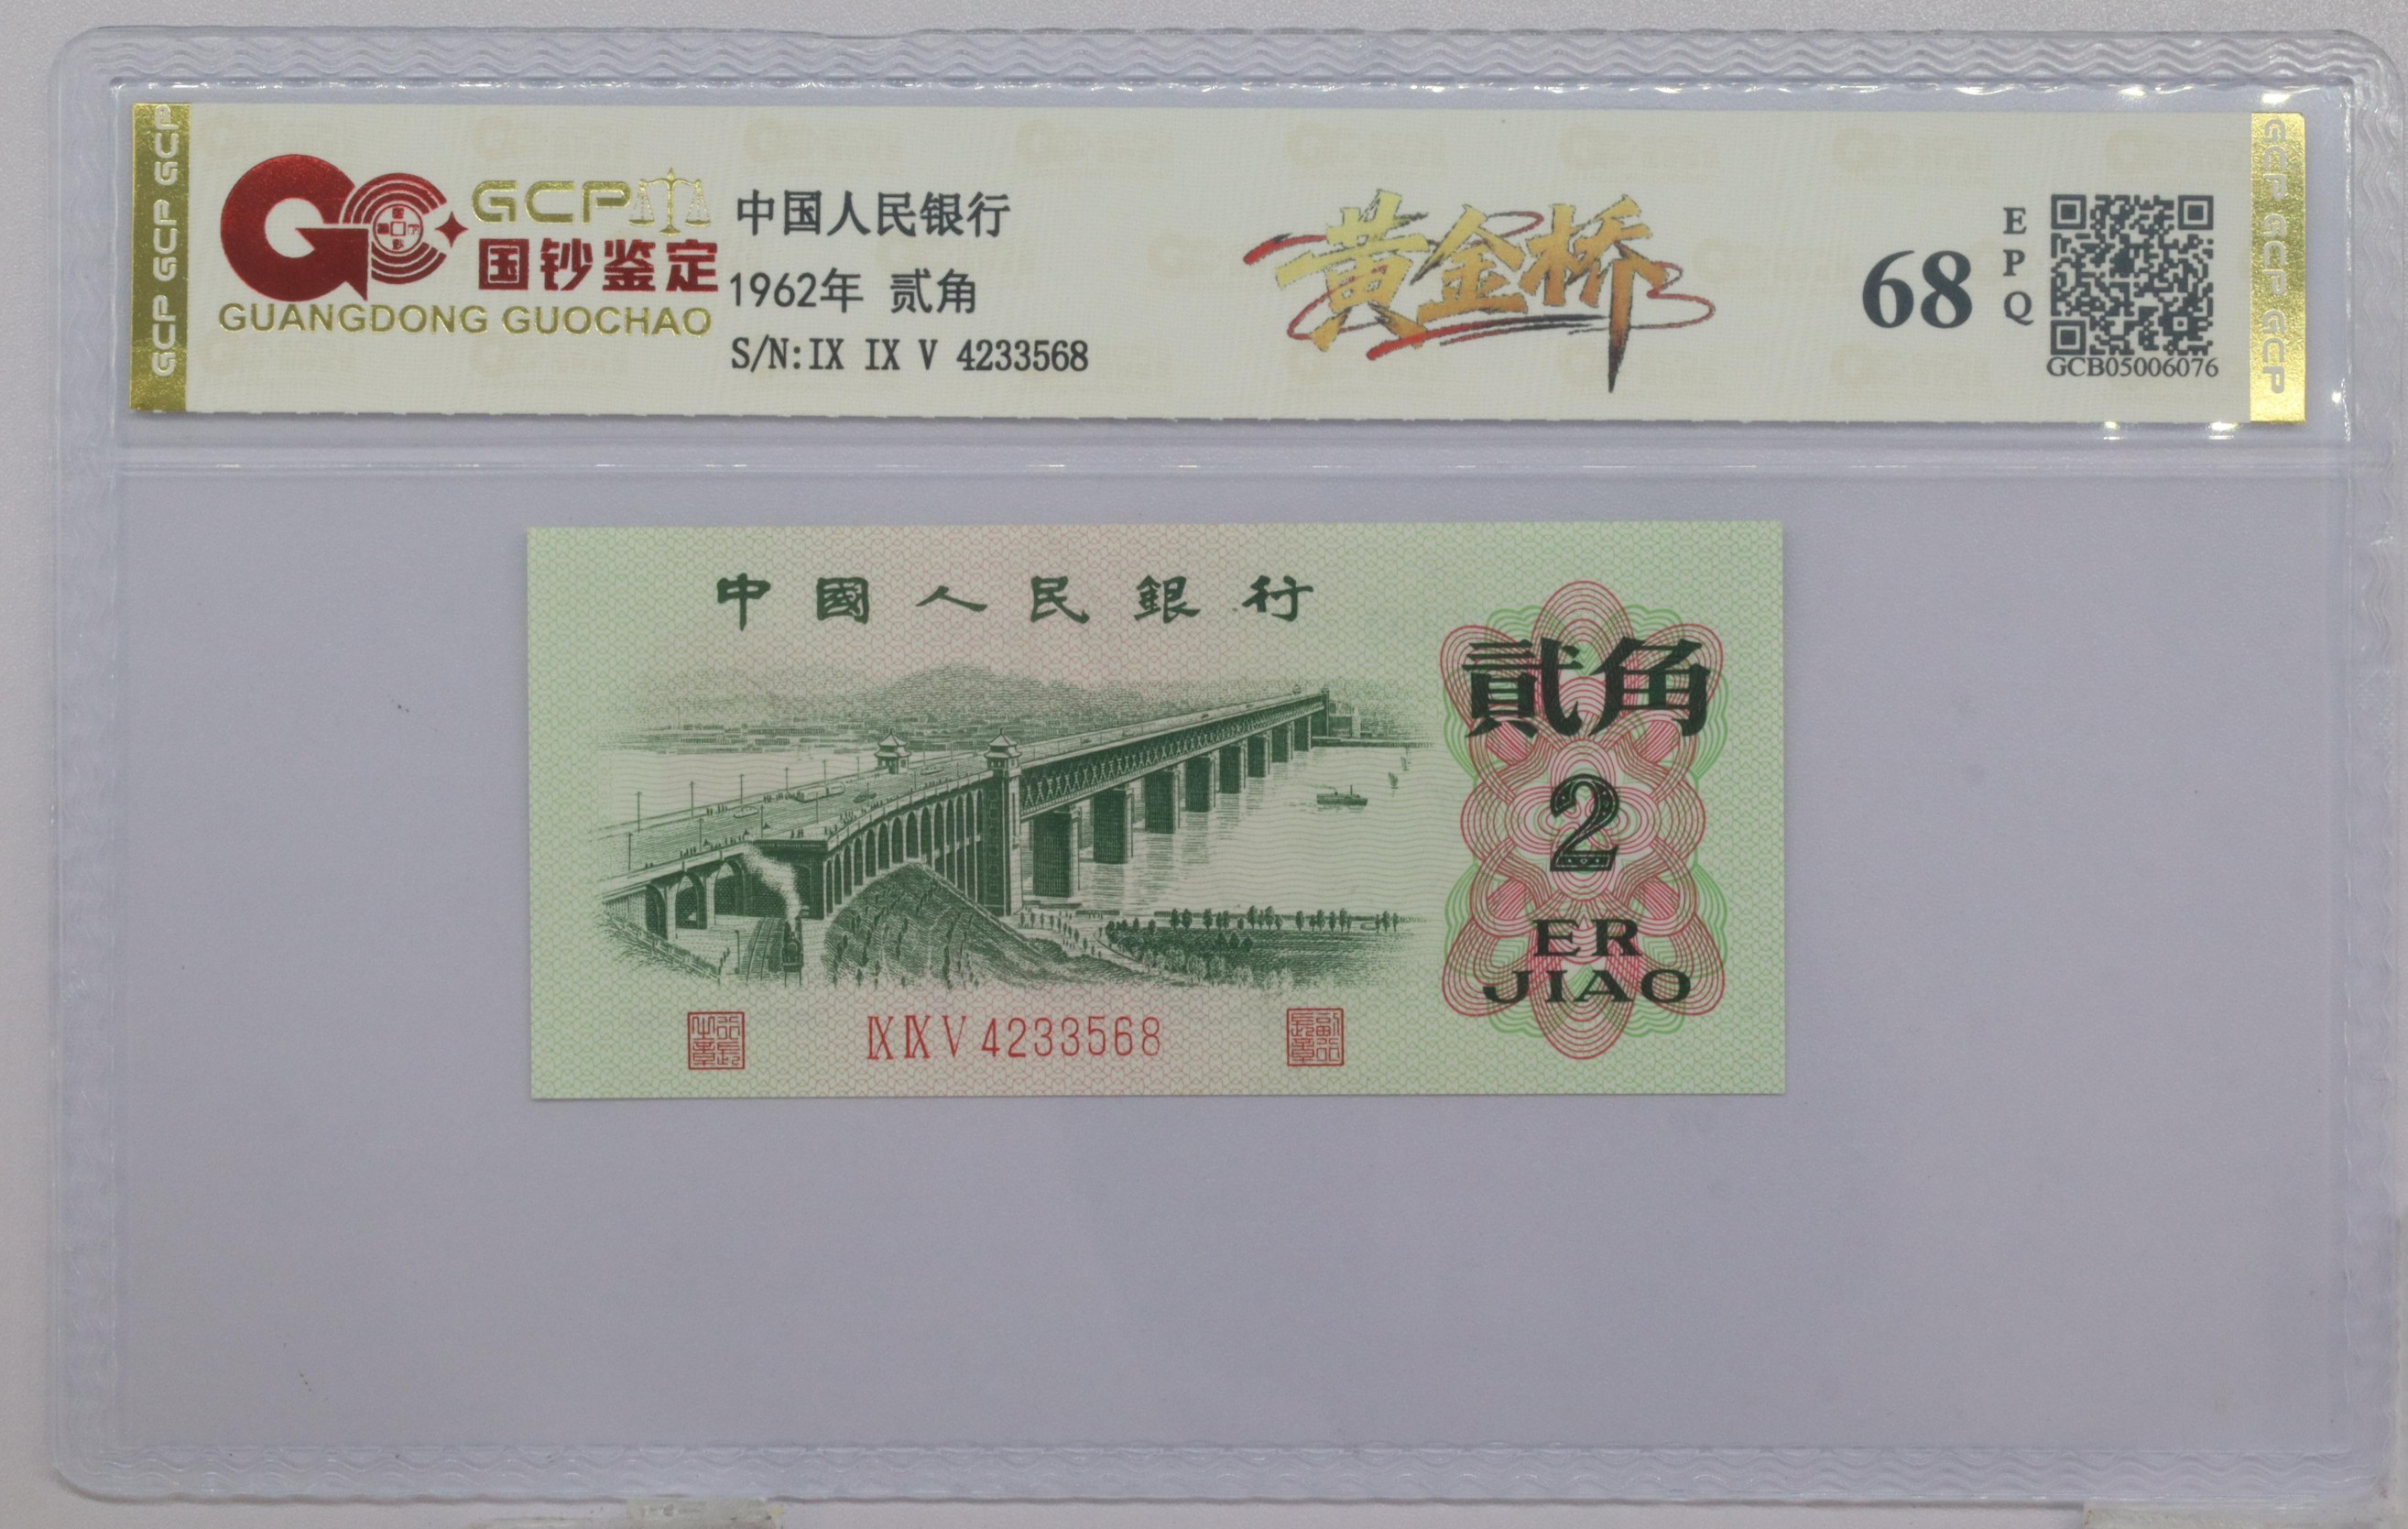 GCP GCP GCP
GCP
国钞鉴定
GUANGDONG GUOCHAO
中国人民银行
1962年 贰角
S/N:IX IX V 4233568
黄金桥
68
EPQ
GCB05006076
GCP GCP GCP
中國人民銀行
貳角
2
ER
JIAO
IX IX V 4233568